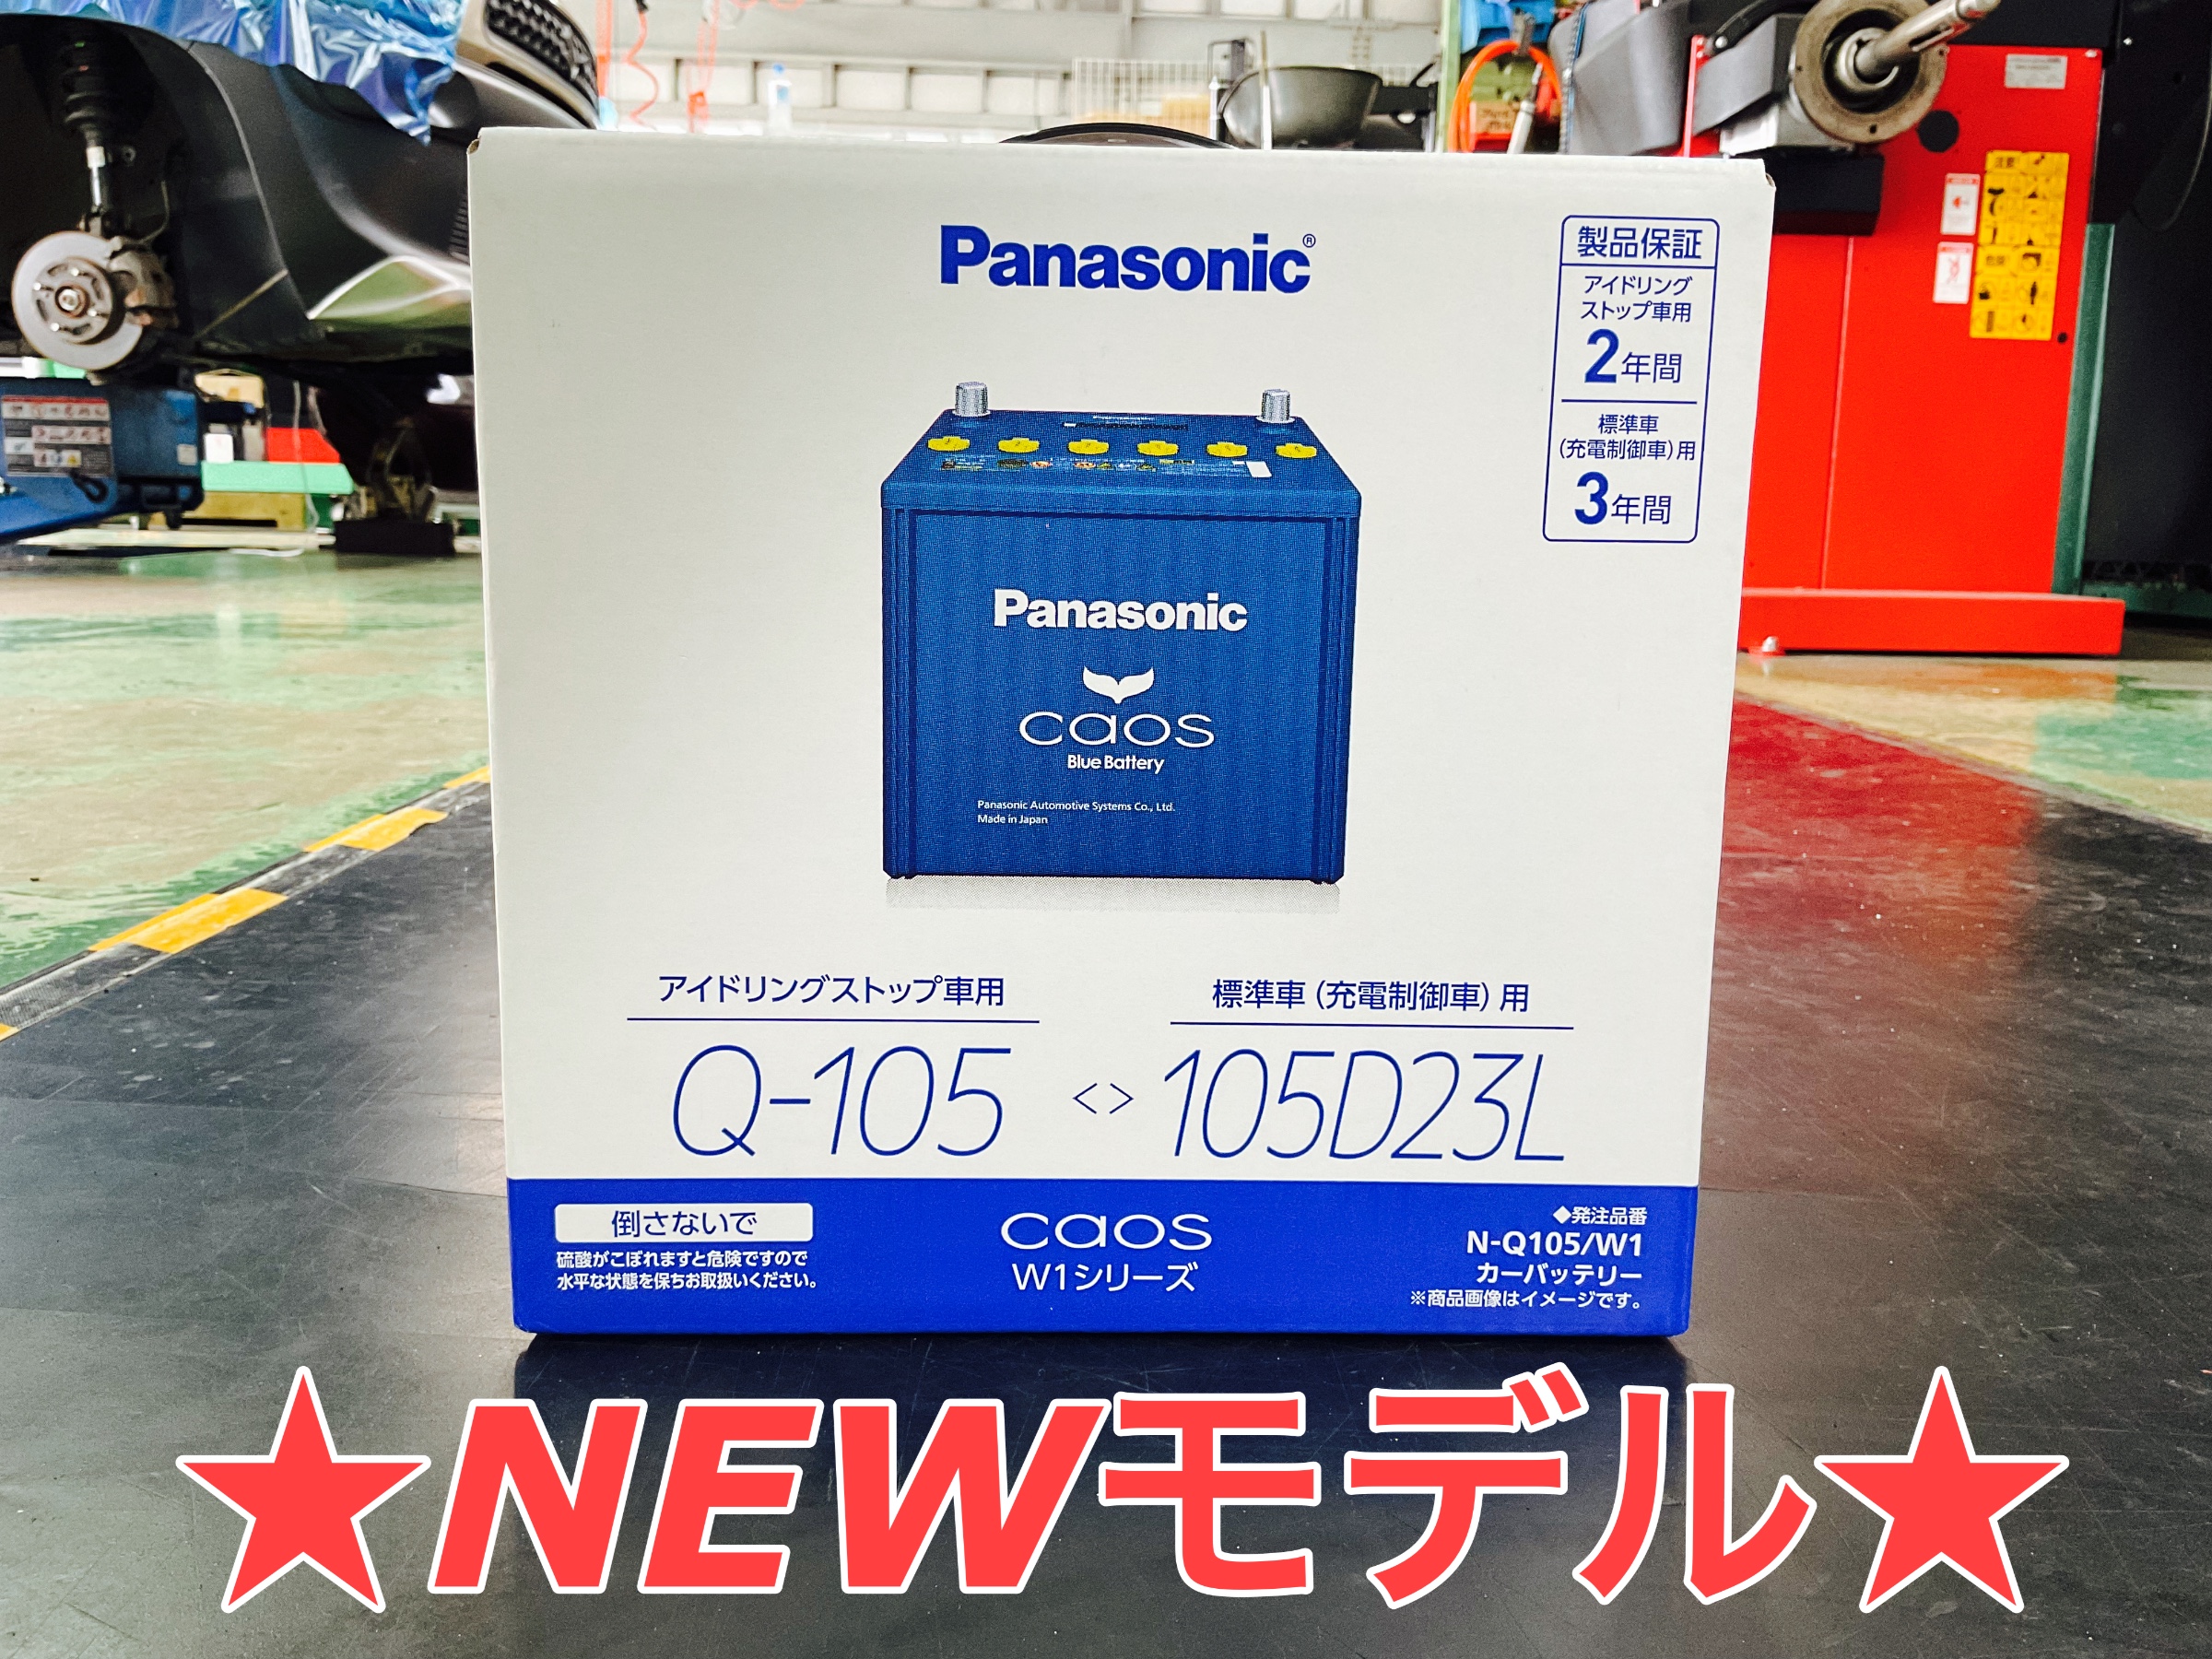 Panasonic®
製品保証
アイドリング
ストップ車用
2年間
標準車
(充電制御車)用
3年間
Panasonic
caos
Blue Battery
Panasonic Automotive Systems Co., Ltd.
Made in Japan
アイドリングストップ車用
標準車(充電制御車)用
Q-105 <> 105D23L
倒さないで
硫酸がこぼれますと危険ですので
水平な状態を保ちお取扱いください。
caos
W1シリーズ
◆発注品番
N-Q105/W1
カーバッテリー
※商品画像はイメージです。
★NEWモデル★